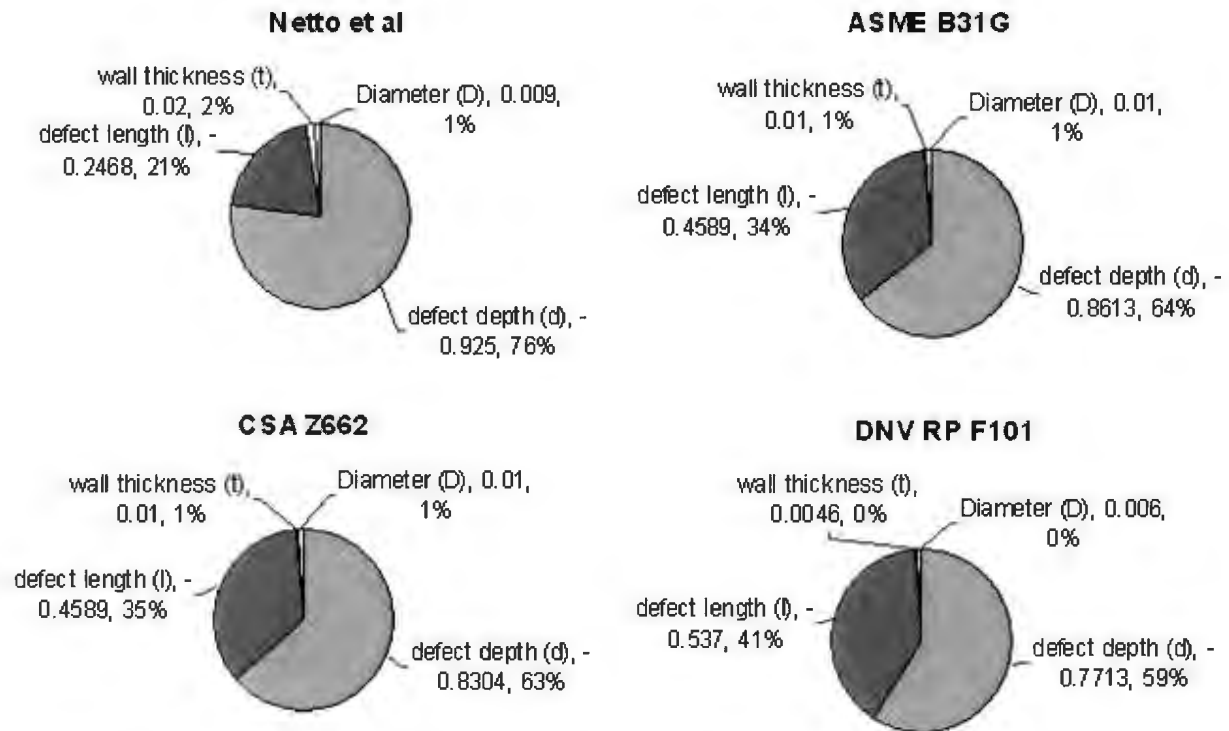 Netto et al
wall thickness (t),
0.02, 2%
Diameter (D), 0.009,
1%
defect length (l), -
0.2468, 21%
defect depth (d), -
0.925, 76%
ASME B31G
wall thickness (t),
0.01, 1%
Diameter (D), 0.01,
1%
defect length (l), -
0.4589, 34%
defect depth (d), -
0.8613, 64%
CSA Z662
wall thickness (t),
0.01, 1%
Diameter (D), 0.01,
1%
defect length (l), -
0.4589, 35%
defect depth (d), -
0.8304, 63%
DNV RP F101
wall thickness (t),
0.0046, 0%
Diameter (D), 0.006,
0%
defect length (l), -
0.537, 41%
defect depth (d), -
0.7713, 59%